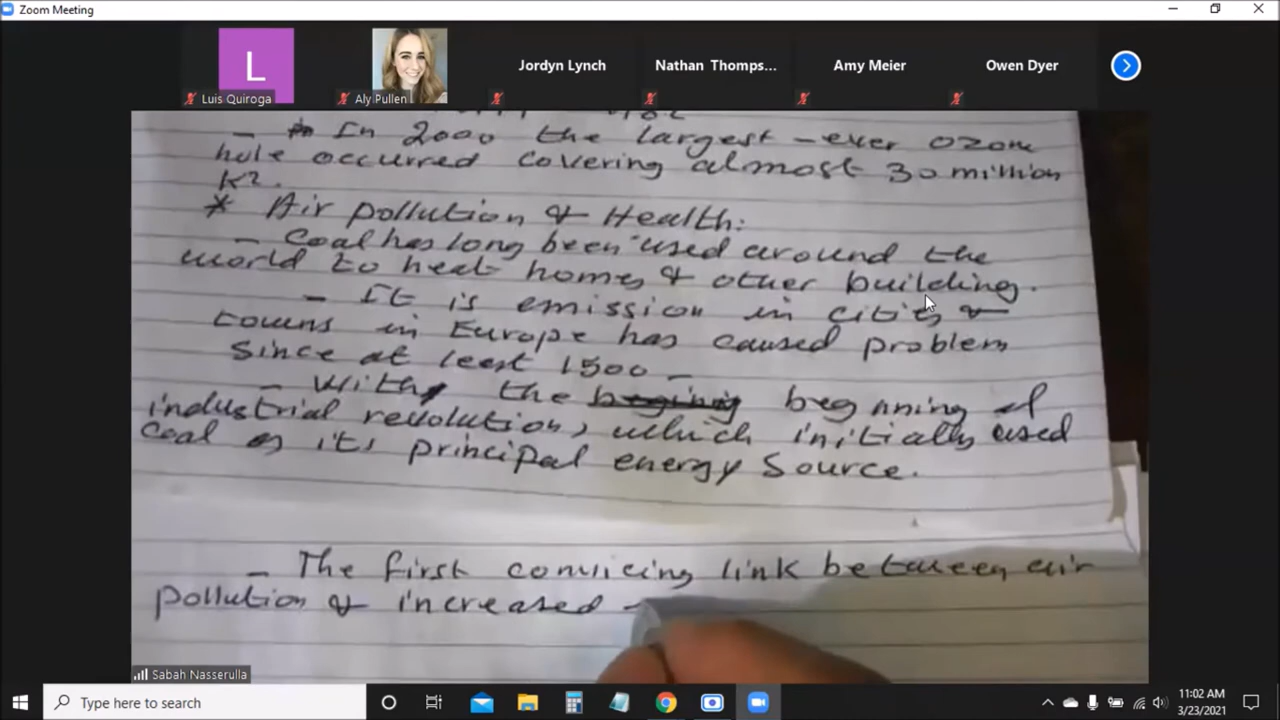 Zoom Meeting
L
Luis Quiroga
Aly Pullen
Jordyn Lynch
Nathan Thomps...
Amy Meier
Owen Dyer
- In 2000 the largest-ever ozone
hole occurred covering almost 30 million
K2.
* Air pollution & Health:
- Coal has long been used around the
world to heat homes & other building.
- It is emission in cities &
towns in Europe has caused problem
since at least 1500 -
- With the beginning of
industrial revolution, which initially used
coal as its principal energy source.
- The first convicing link between air
pollution & increased
Sabah Nasserulla
Type here to search
11:02 AM
3/23/2021